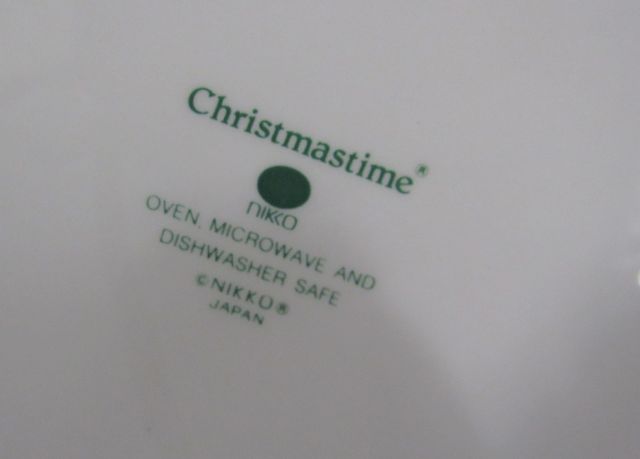 Christmastime®
NIKKO
OVEN, MICROWAVE AND
DISHWASHER SAFE
©NIKKO®
JAPAN